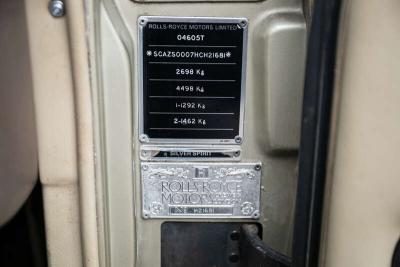 ROLLS-ROYCE MOTORS LIMITED
04605T
*SCAZS0007HCH21681*
2698 Kg
4498 Kg
1-1292 Kg
2-1462 Kg
SILVER SPIRIT
ROLLS-ROYCE
MOTORS
H21681